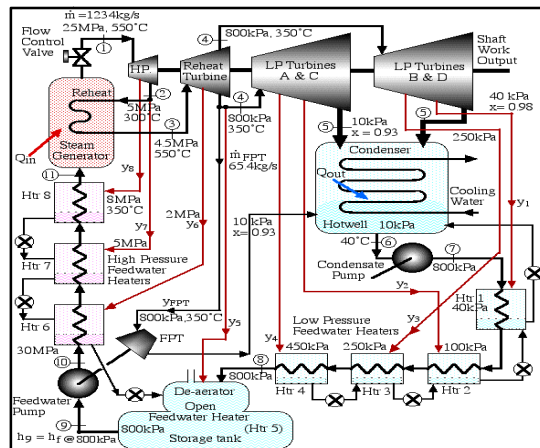 ṁ = 1234kg/s
25MPa, 550°C
Flow
Control
Valve
1
HP.
Reheat
Turbine
4
800kPa, 350°C
LP Turbines
A & C
LP Turbines
B & D
Shaft
Work
Output
Reheat
2
5MPa
300°C
3
4.5MPa
550°C
Steam
Generator
Qin
4
800kPa
350°C
ṁFPT
65.4kg/s
5
10kPa
x = 0.93
5
250kPa
40 kPa
x = 0.98
Condenser
Qout
Cooling
Water
Hotwell 10kPa
11
Htr 8
y8
8MPa
350°C
y7
2MPa
y6
5MPa
Htr 7
High Pressure
Feedwater
Heaters
Htr 6
10kPa
x= 0.93
40°C
6
7
800kPa
Condensate
Pump
y1
Htr 1
40kPa
yFPT
800kPa, 350°C
FPT
y5
y4
y2
y3
Low Pressure
Feedwater Heaters
450kPa
250kPa
100kPa
8
800kPa
Htr 4
Htr 3
Htr 2
30MPa
10
Feedwater
Pump
9
hg = hf @ 800kPa
De-aerator
Open
Feedwater Heater
800kPa
(Htr 5)
Storage tank